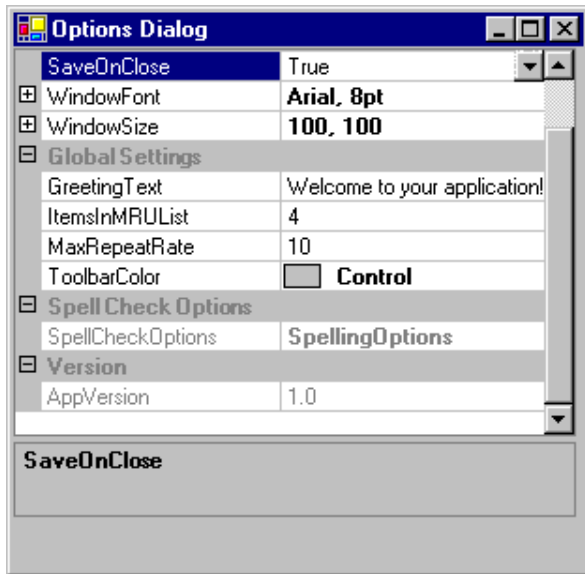 Options Dialog
SaveOnClose True
WindowFont Arial, 8pt
WindowSize 100, 100
Global Settings
GreetingText Welcome to your application!
ItemsInMRUList 4
MaxRepeatRate 10
ToolbarColor Control
Spell Check Options
SpellCheckOptions SpellingOptions
Version
AppVersion 1.0
SaveOnClose